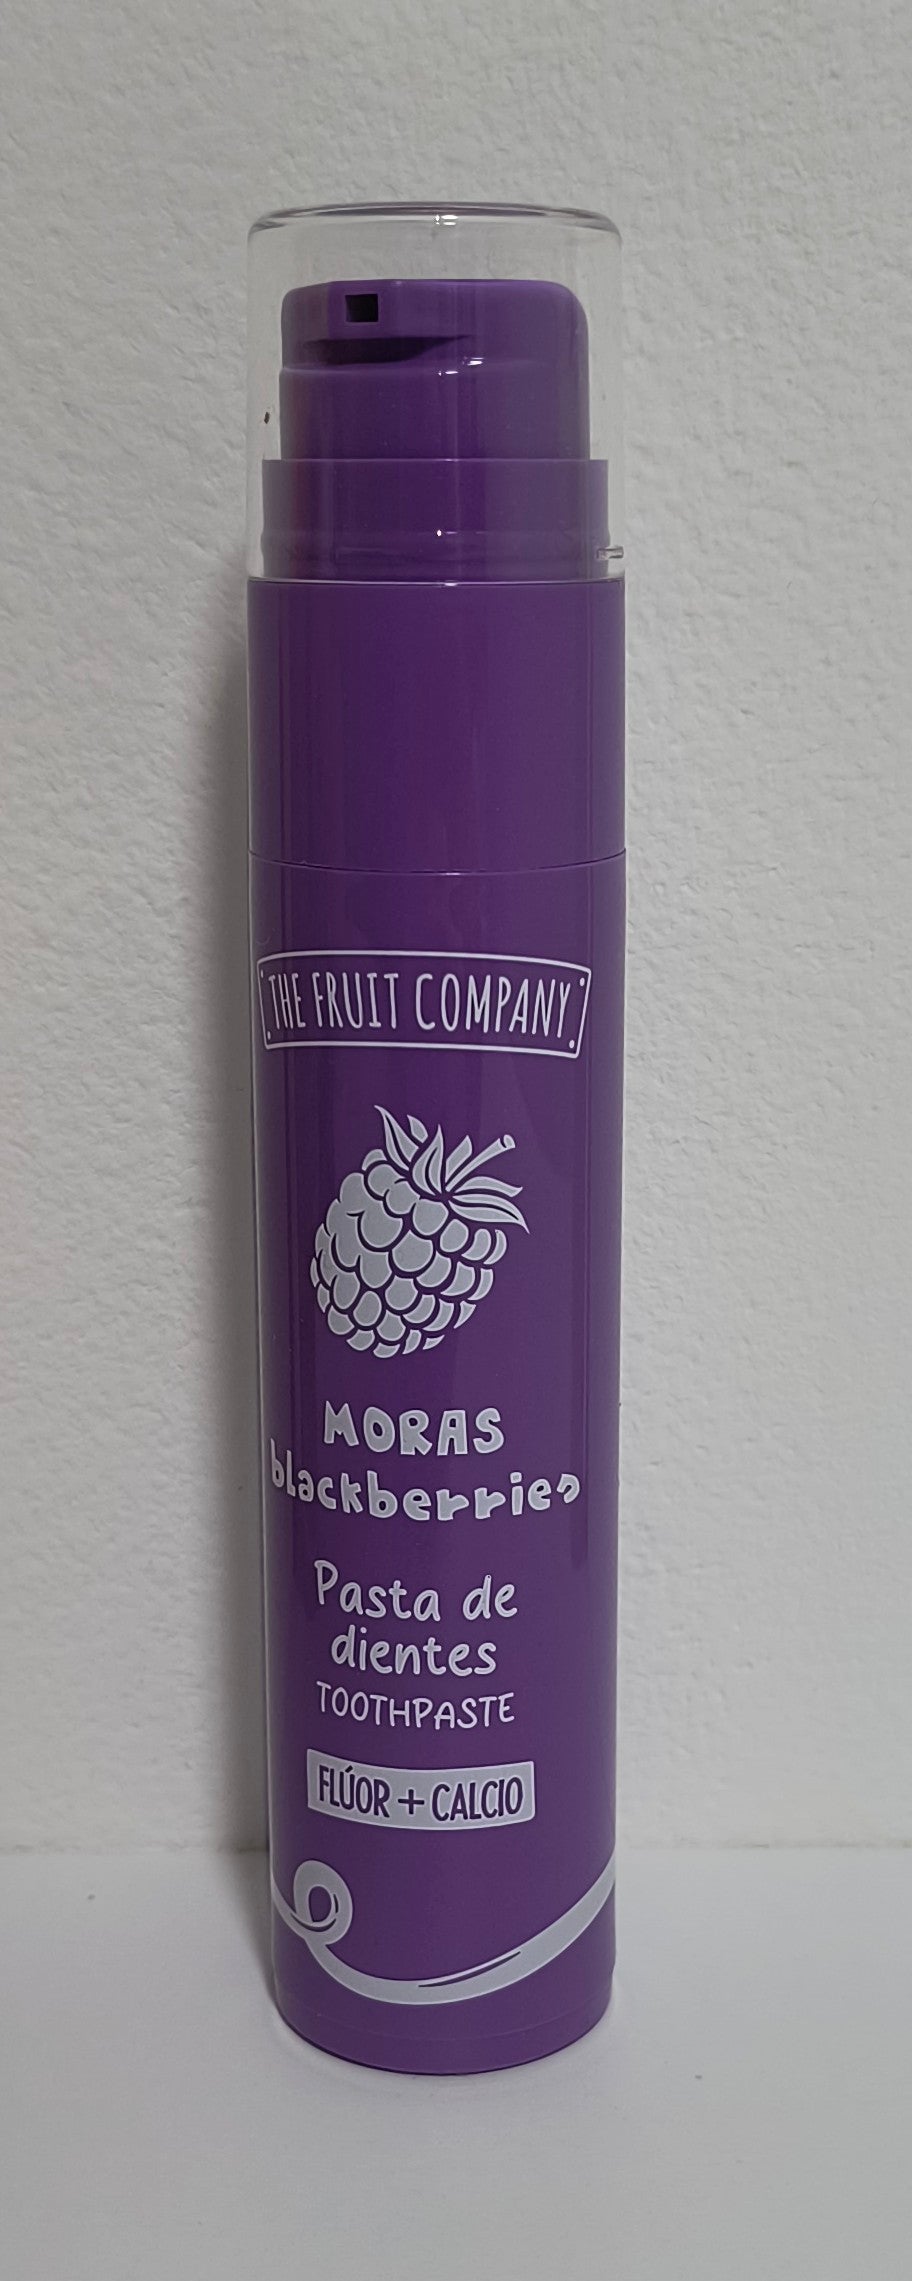 THE FRUIT COMPANY
MORAS
blackberries
Pasta de
dientes
TOOTHPASTE
FLÚOR + CALCIO